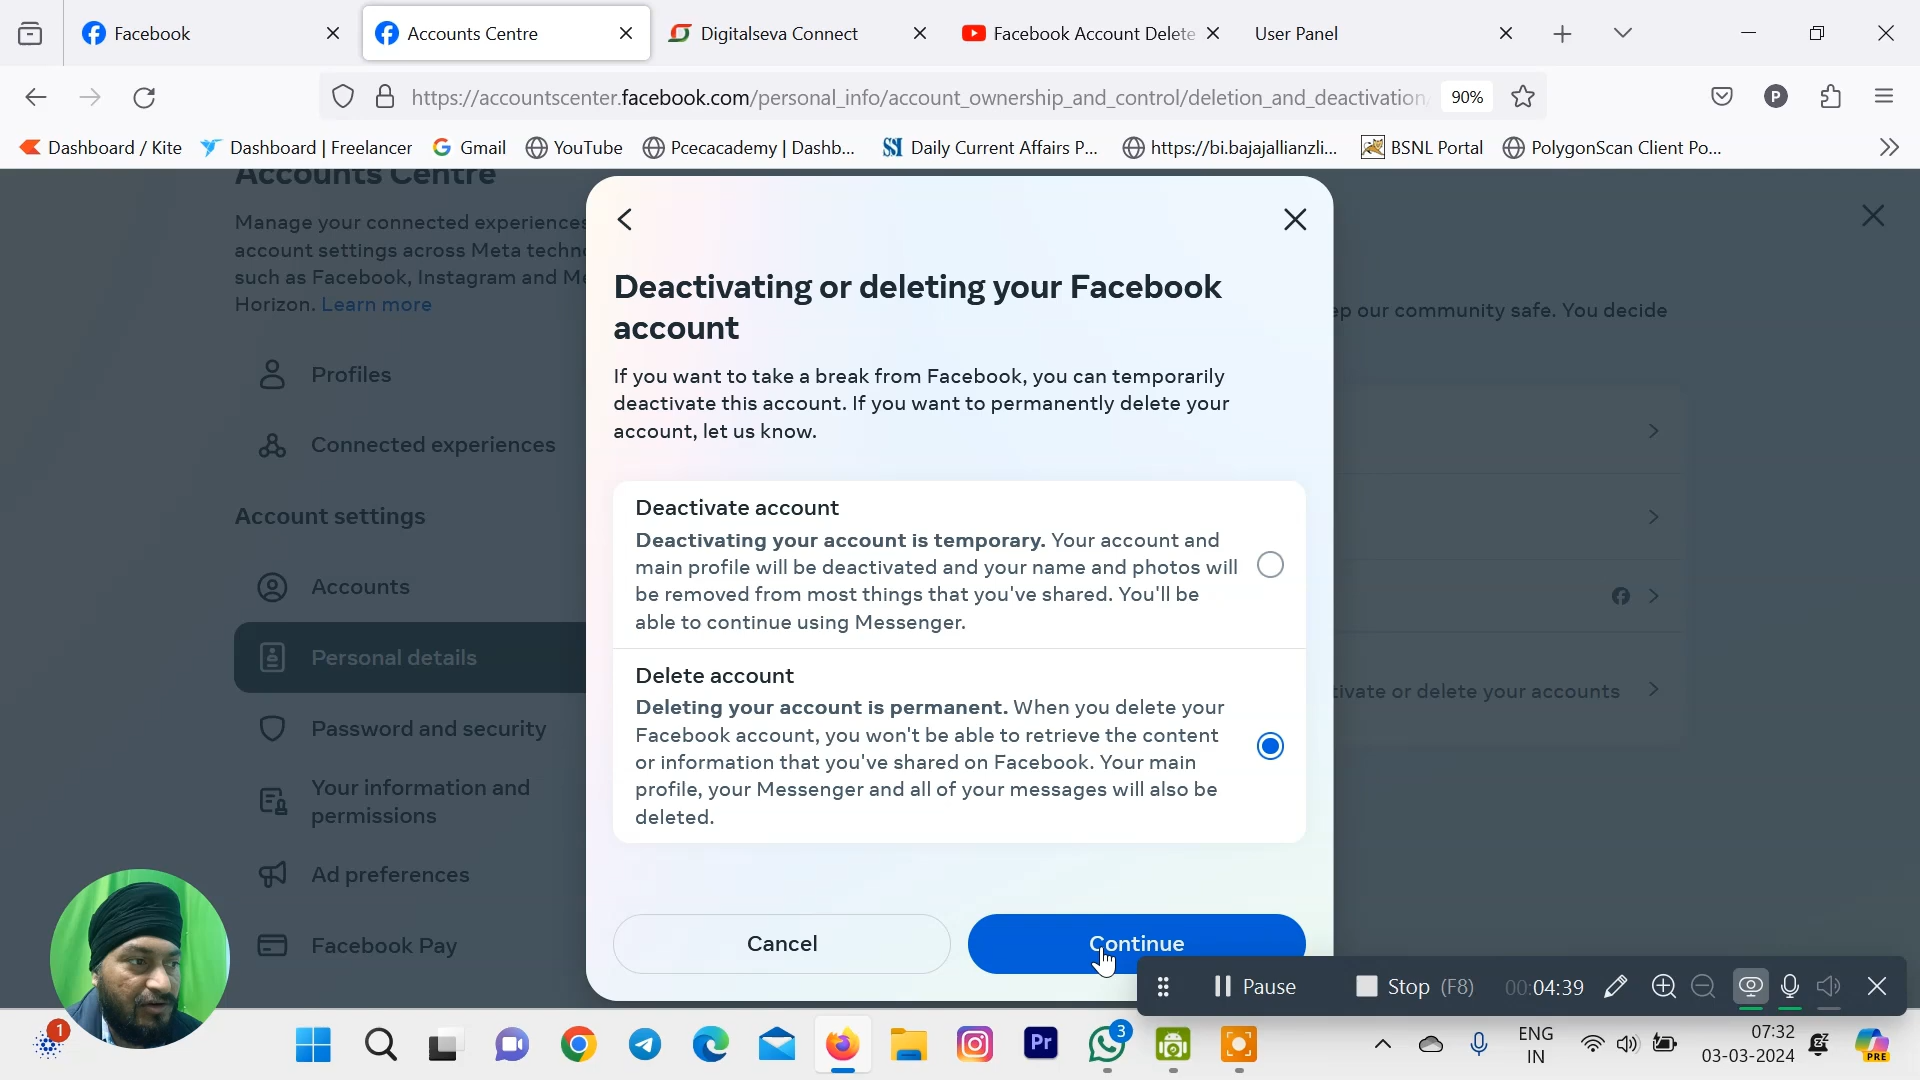 Facebook
Accounts Centre
Digitalseva Connect
Facebook Account Delete
User Panel
https://accountscenter.facebook.com/personal_info/account_ownership_and_control/deletion_and_deactivation
90%
P
Dashboard / Kite
Dashboard | Freelancer
Gmail
YouTube
Pcecacademy | Dashb...
Daily Current Affairs P...
https://bi.bajajallianzli...
BSNL Portal
PolygonScan Client Po...
Accounts Centre
Manage your connected experiences
account settings across Meta techn
such as Facebook, Instagram and Me
Horizon. Learn more
Profiles
Connected experiences
Account settings
Accounts
Personal details
Password and security
Your information and
permissions
Ad preferences
Facebook Pay
Deactivating or deleting your Facebook
account
If you want to take a break from Facebook, you can temporarily
deactivate this account. If you want to permanently delete your
account, let us know.
Deactivate account
Deactivating your account is temporary. Your account and
main profile will be deactivated and your name and photos will
be removed from most things that you've shared. You'll be
able to continue using Messenger.
Delete account
Deleting your account is permanent. When you delete your
Facebook account, you won't be able to retrieve the content
or information that you've shared on Facebook. Your main
profile, your Messenger and all of your messages will also be
deleted.
Cancel
Continue
ep our community safe. You decide
tivate or delete your accounts
Pause
Stop (F8)
00:04:39
1
Pr
3
ENG
IN
07:32
03-03-2024
PRE